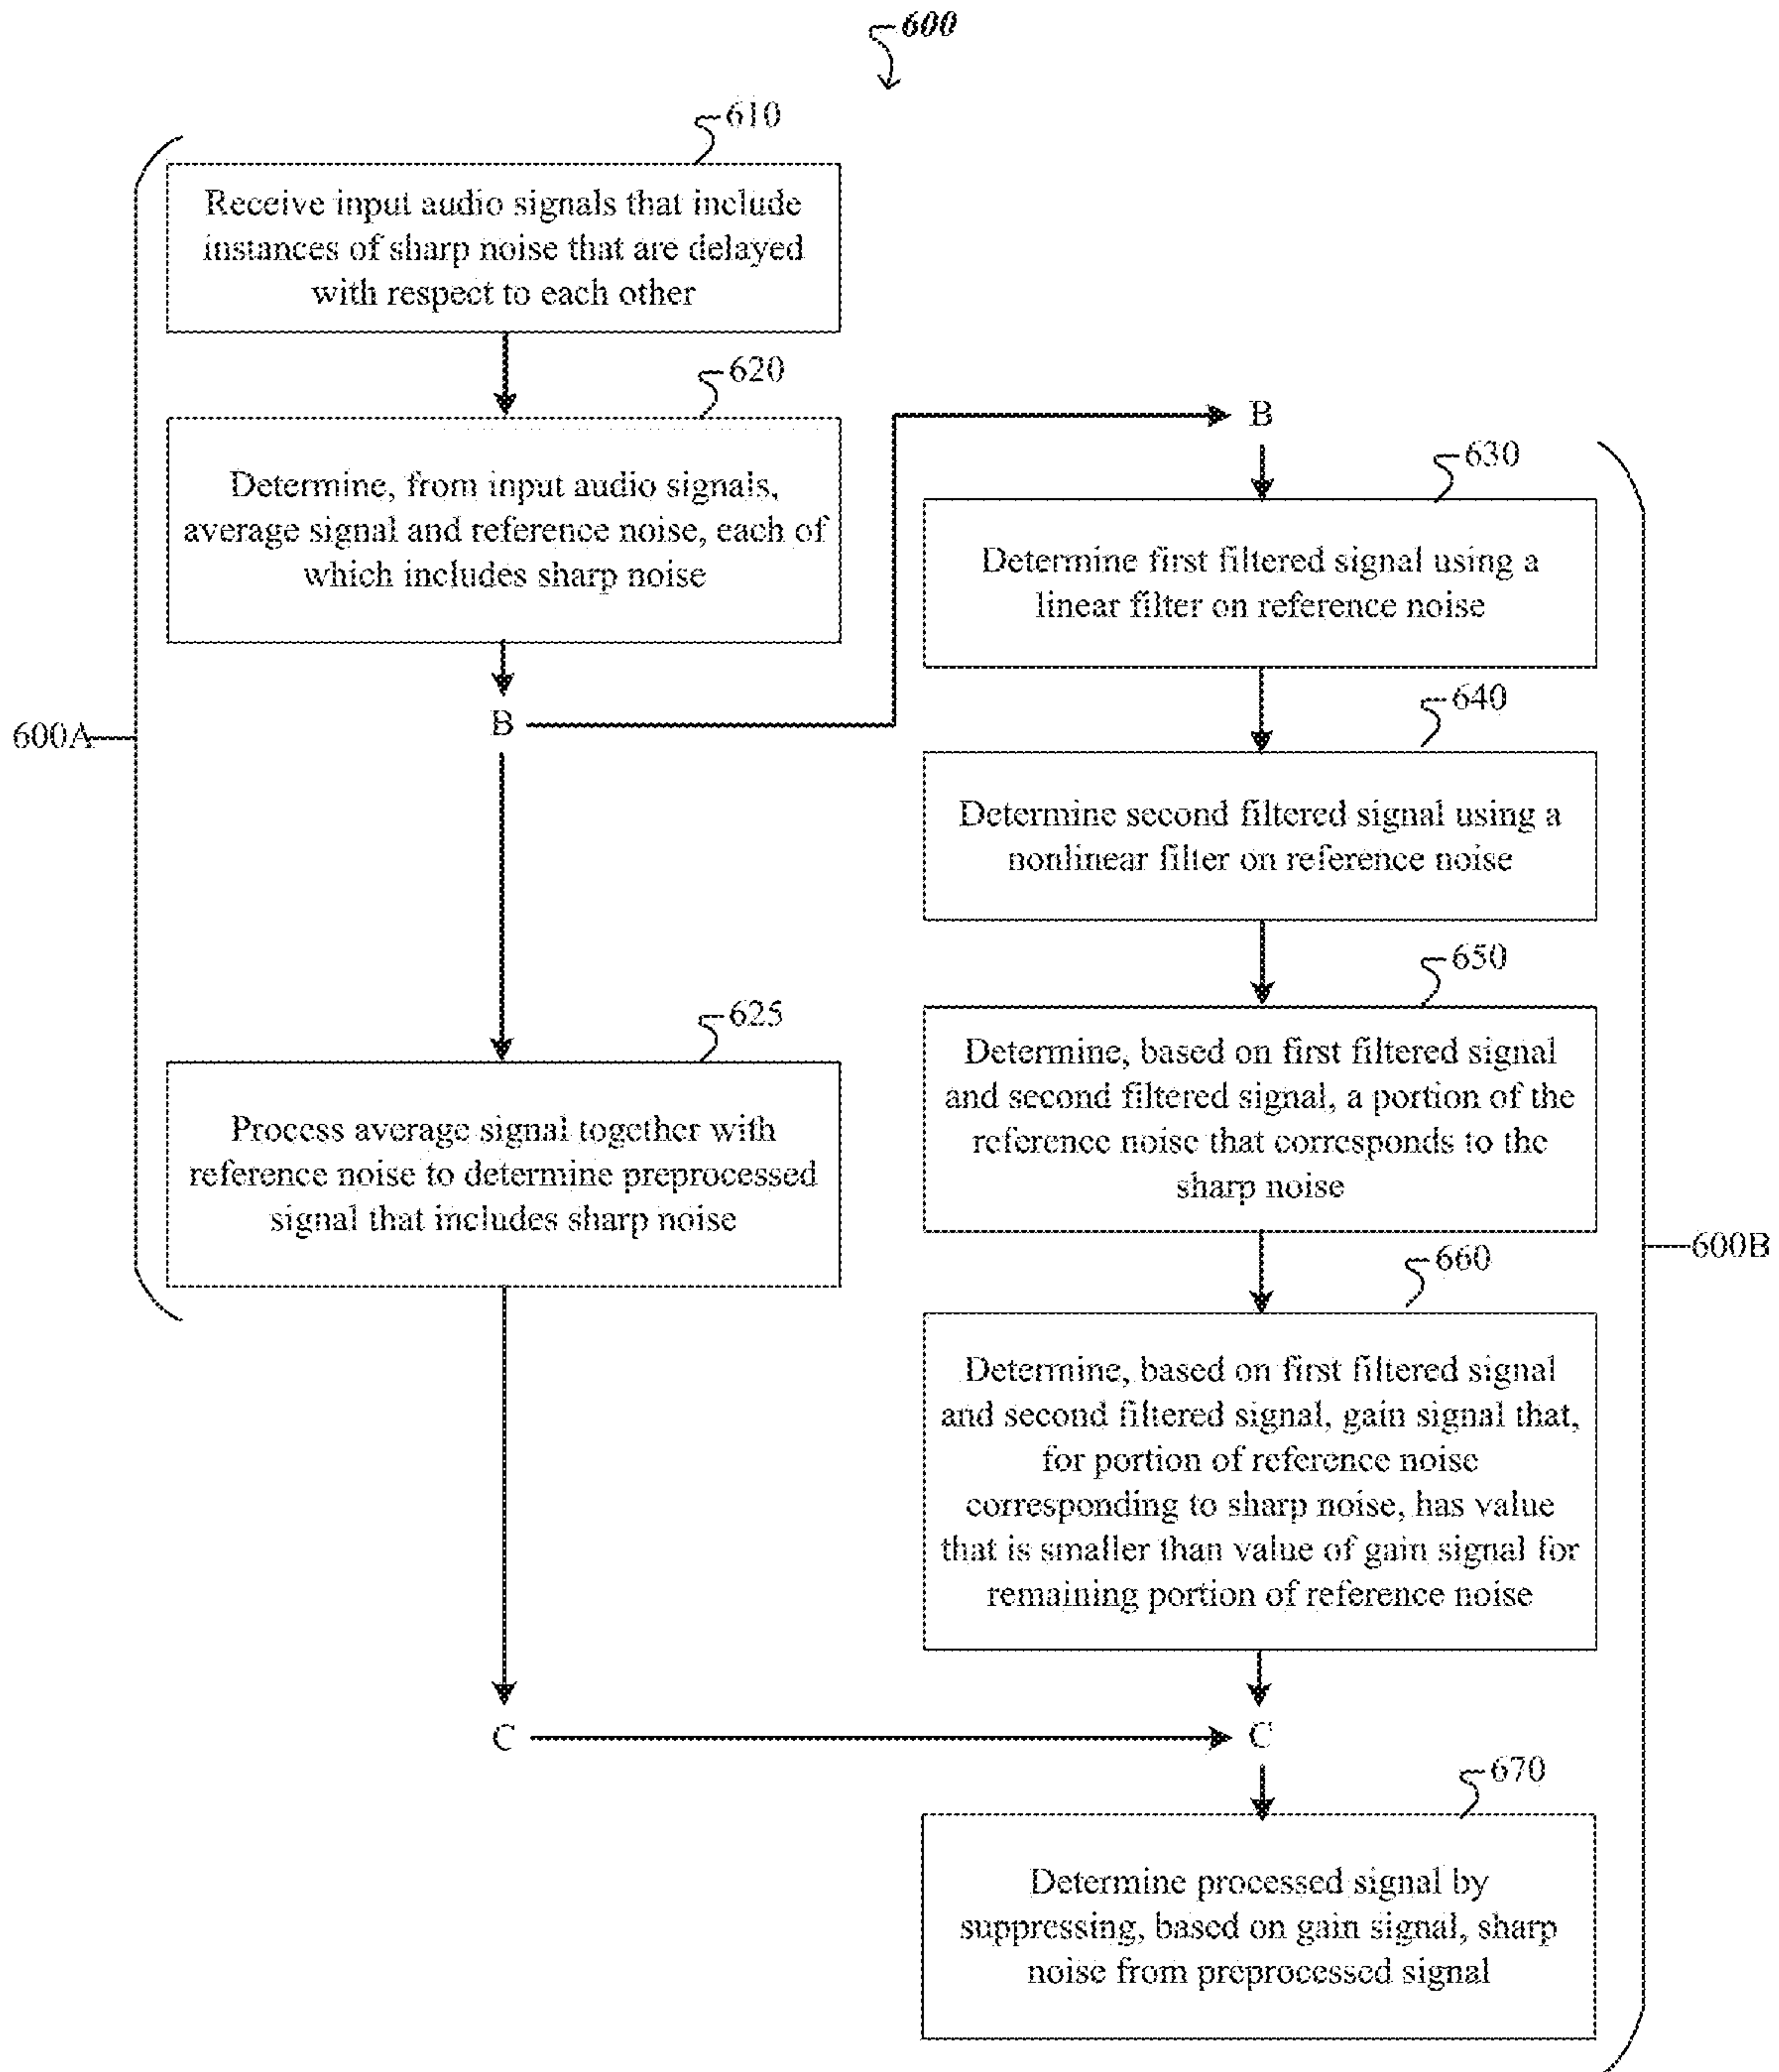 600
610
Receive input audio signals that include
instances of sharp noise that are delayed
with respect to each other
620
Determine, from input audio signals,
average signal and reference noise, each of
which includes sharp noise
B
600A
625
Process average signal together with
reference noise to determine preprocessed
signal that includes sharp noise
C
B
630
Determine first filtered signal using a
linear filter on reference noise
640
Determine second filtered signal using a
nonlinear filter on reference noise
650
Determine, based on first filtered signal
and second filtered signal, a portion of the
reference noise that corresponds to the
sharp noise
600B
660
Determine, based on first filtered signal
and second filtered signal, gain signal that,
for portion of reference noise
corresponding to sharp noise, has value
that is smaller than value of gain signal for
remaining portion of reference noise
C
670
Determine processed signal by
suppressing, based on gain signal, sharp
noise from preprocessed signal